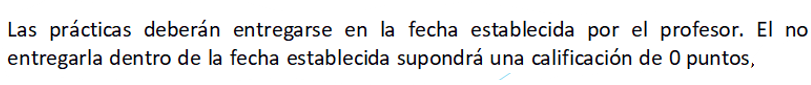 Las prácticas deberán entregarse en la fecha establecida por el profesor. El no
entregarla dentro de la fecha establecida supondrá una calificación de 0 puntos,